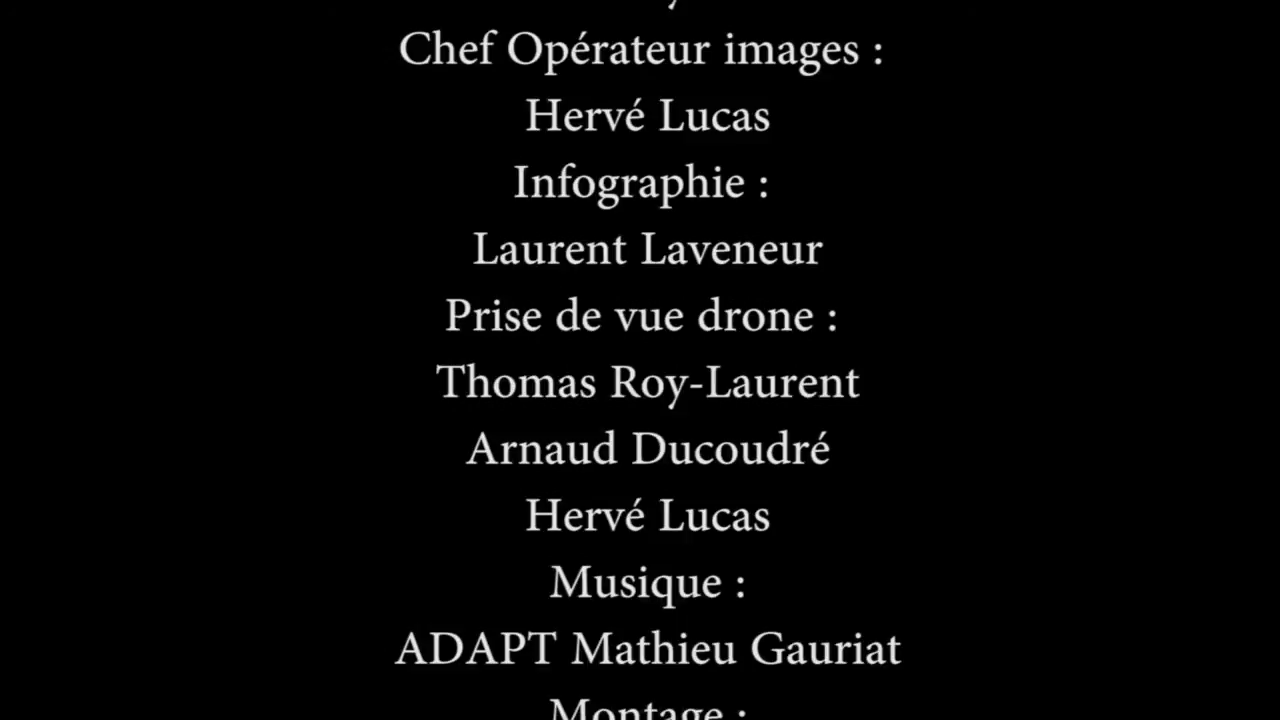 Chef Opérateur images :
Hervé Lucas
Infographie :
Laurent Laveneur
Prise de vue drone :
Thomas Roy-Laurent
Arnaud Ducoudré
Hervé Lucas
Musique :
ADAPT Mathieu Gauriat
Montage :